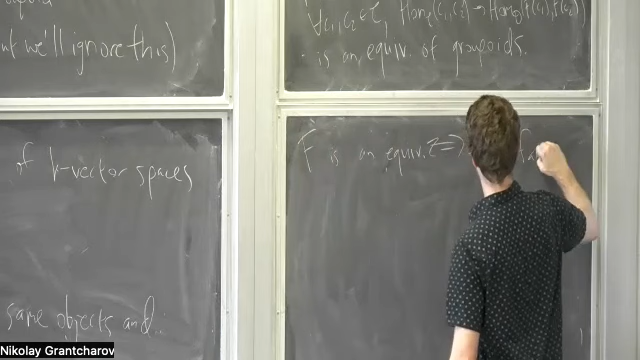 but we'll ignore this)
of k-vector spaces
same objects and...
∀c₁,c₂∈C, Hom_C(c₁,c₂)→Hom_D(F(c₁),F(c₂))
is an equiv. of groupoids.
F is an equiv. ⟺
Nikolay Grantcharov